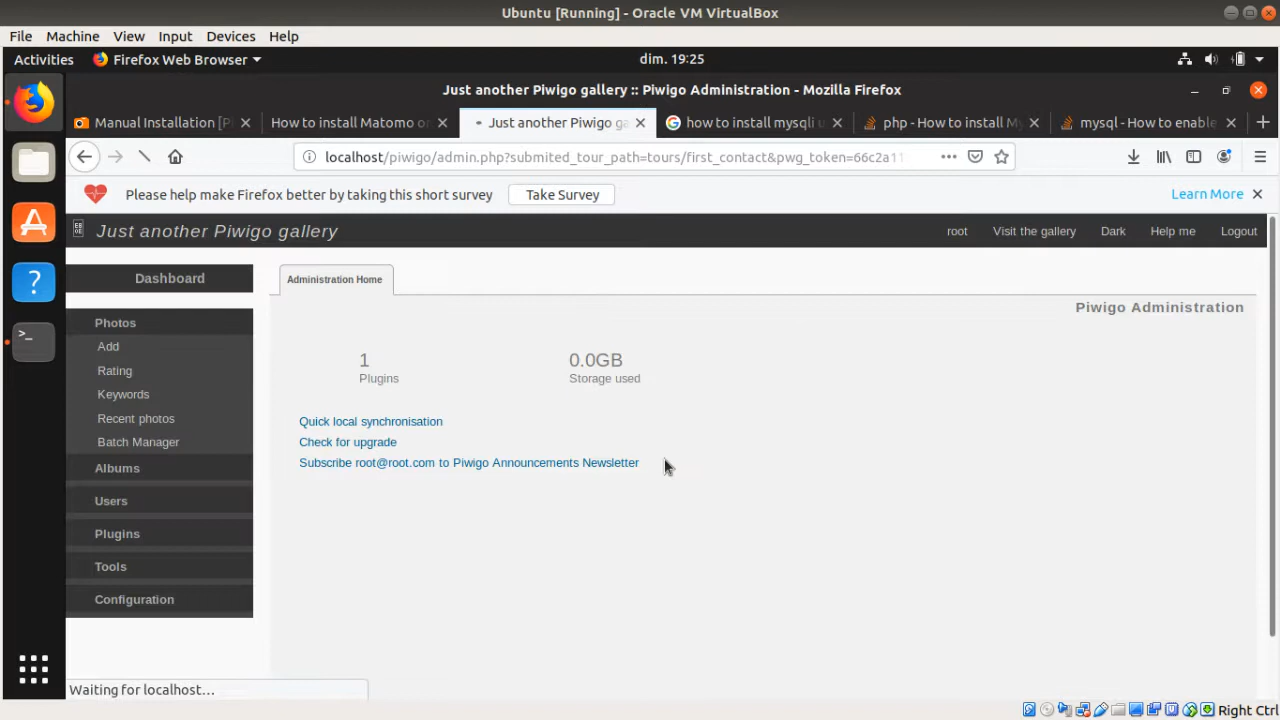 Ubuntu [Running] - Oracle VM VirtualBox
File Machine View Input Devices Help
Activities Firefox Web Browser dim. 19:25
Just another Piwigo gallery :: Piwigo Administration - Mozilla Firefox
Manual Installation [P How to install Matomo or Just another Piwigo ga how to install mysqli u php - How to install M mysql - How to enable
localhost/piwigo/admin.php?submited_tour_path=tours/first_contact&pwg_token=66c2a11
Please help make Firefox better by taking this short survey Take Survey Learn More
Just another Piwigo gallery root Visit the gallery Dark Help me Logout
Dashboard
Administration Home
Piwigo Administration
Photos
Add
Rating
Keywords
Recent photos
Batch Manager
Albums
Users
Plugins
Tools
Configuration
1 0.0GB
Plugins Storage used
Quick local synchronisation
Check for upgrade
Subscribe root@root.com to Piwigo Announcements Newsletter
Waiting for localhost...
Right Ctrl